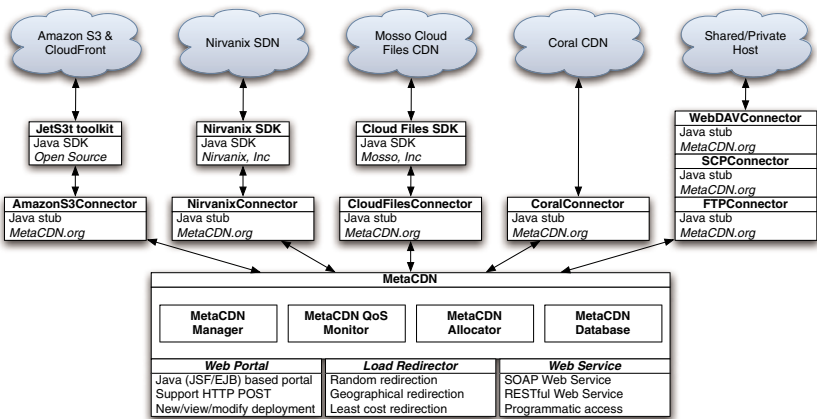 Amazon S3 &
CloudFront
Nirvanix SDN
Mosso Cloud
Files CDN
Coral CDN
Shared/Private
Host
JetS3t toolkit
Java SDK
Open Source
Nirvanix SDK
Java SDK
Nirvanix, Inc
Cloud Files SDK
Java SDK
Mosso, Inc
WebDAVConnector
Java stub
MetaCDN.org
SCPConnector
Java stub
MetaCDN.org
FTPConnector
Java stub
MetaCDN.org
AmazonS3Connector
Java stub
MetaCDN.org
NirvanixConnector
Java stub
MetaCDN.org
CloudFilesConnector
Java stub
MetaCDN.org
CoralConnector
Java stub
MetaCDN.org
MetaCDN
MetaCDN
Manager
MetaCDN QoS
Monitor
MetaCDN
Allocator
MetaCDN
Database
Web Portal
Java (JSF/EJB) based portal
Support HTTP POST
New/view/modify deployment
Load Redirector
Random redirection
Geographical redirection
Least cost redirection
Web Service
SOAP Web Service
RESTful Web Service
Programmatic access